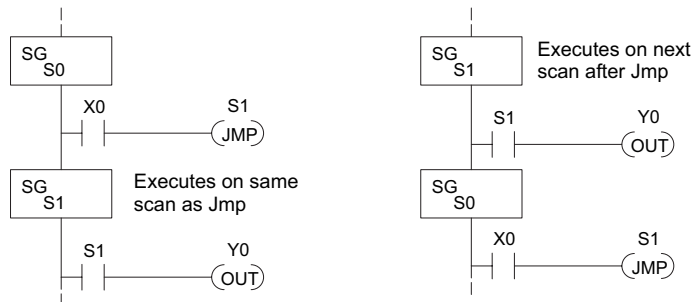 SG
S0
X0
S1
JMP
SG
S1
Executes on same
scan as Jmp
S1
Y0
OUT
SG
S1
Executes on next
scan after Jmp
S1
Y0
OUT
SG
S0
X0
S1
JMP